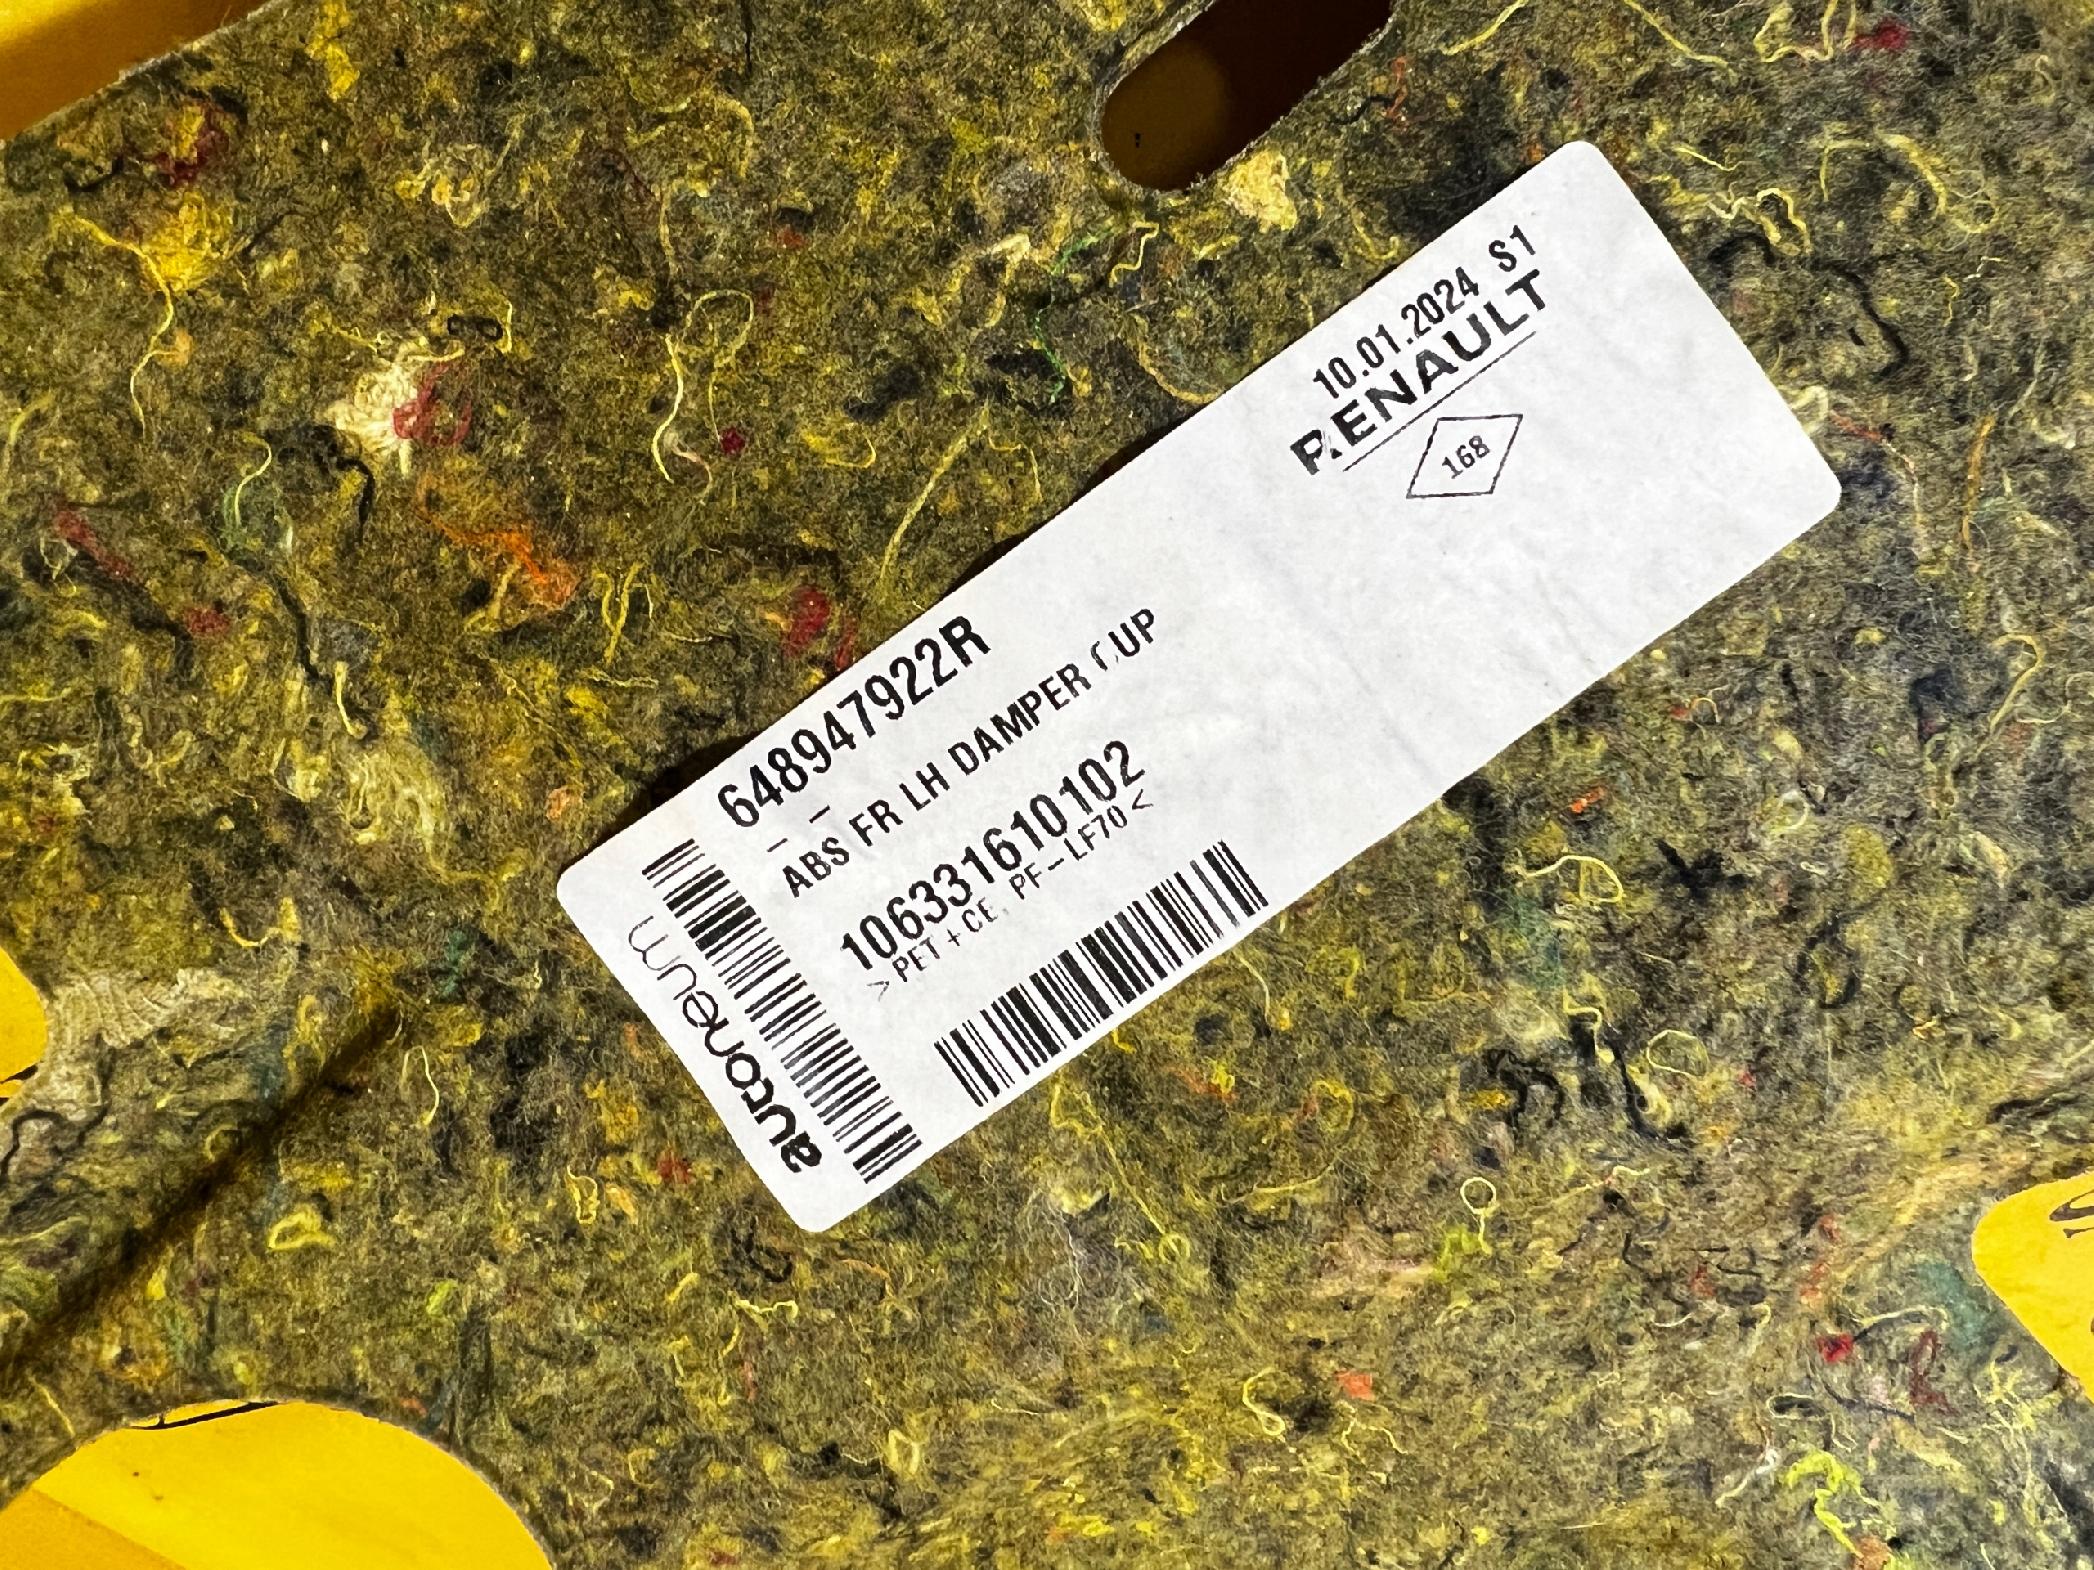 10.01.2024 S1
RENAULT
168
648947922R
- -
ABS FR LH DAMPER CUP
106331610102
>PET+CE, PF-LF70<
autoneum